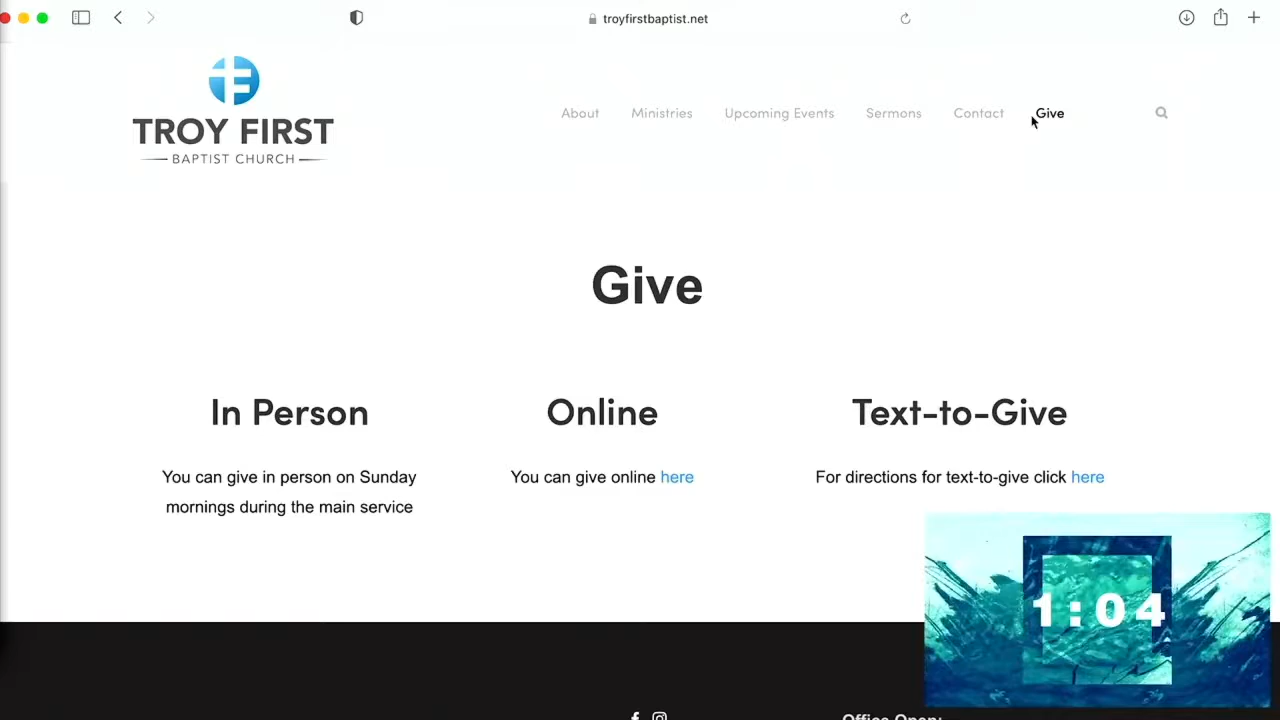 troyfirstbaptist.net
TROY FIRST
BAPTIST CHURCH
About Ministries Upcoming Events Sermons Contact Give
Give
In Person
You can give in person on Sunday
mornings during the main service
Online
You can give online here
Text-to-Give
For directions for text-to-give click here
1:04
Office Open: